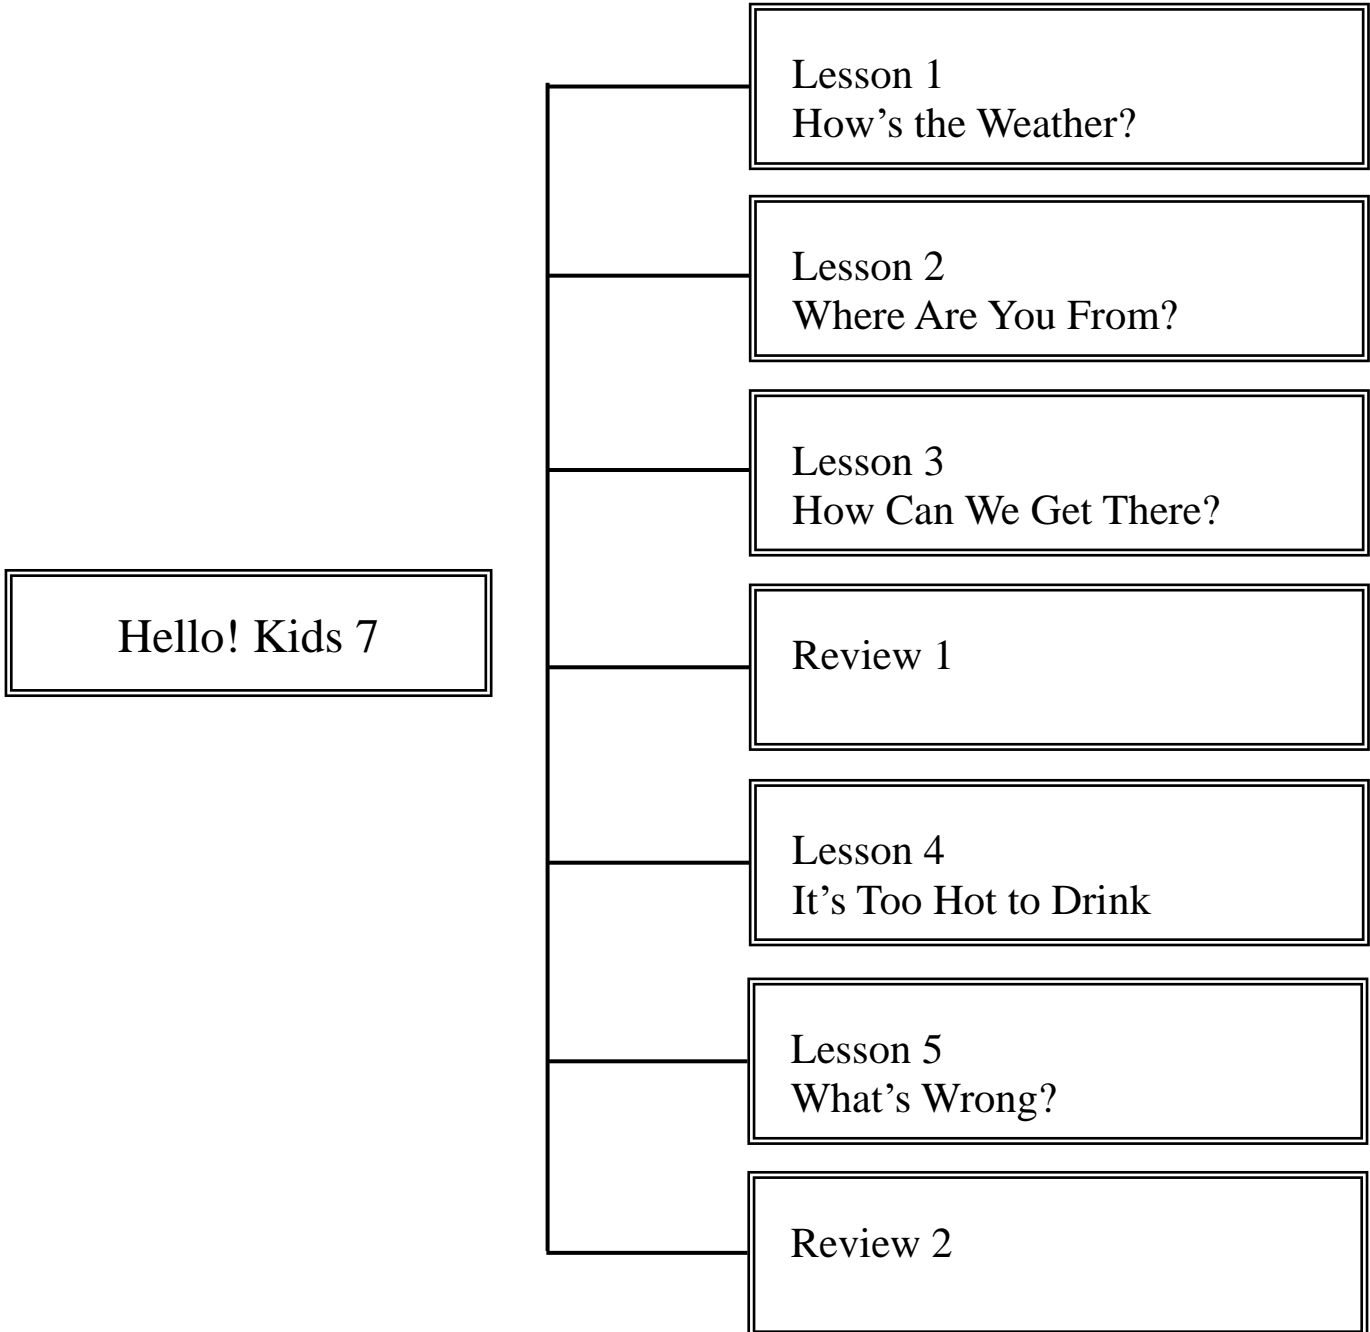 Hello! Kids 7
Lesson 1
How’s the Weather?
Lesson 2
Where Are You From?
Lesson 3
How Can We Get There?
Review 1
Lesson 4
It’s Too Hot to Drink
Lesson 5
What’s Wrong?
Review 2